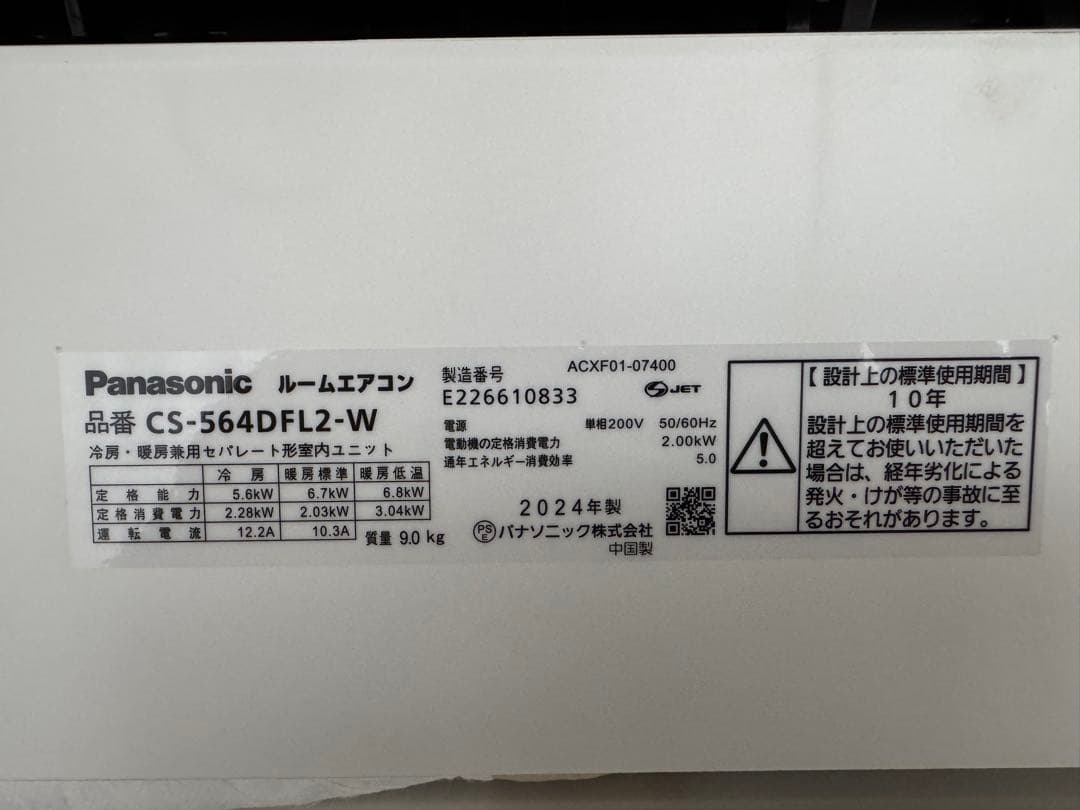 Panasonic ルームエアコン
品番 CS-564DFL2-W
冷房・暖房兼用セパレート形室内ユニット
冷房 暖房標準 暖房低温
定格能力 5.6kW 6.7kW 6.8kW
定格消費電力 2.28kW 2.03kW 3.04kW
運転電流 12.2A 10.3A
質量 9.0 kg
製造番号 ACXF01-07400
E226610833 JET
電源 単相200V 50/60Hz
電動機の定格消費電力 2.00kW
通年エネルギー消費効率 5.0
2024年製
PSE パナソニック株式会社
中国製
【設計上の標準使用期間】
10年
設計上の標準使用期間を
超えてお使いいただいた
場合は、経年劣化による
発火・けが等の事故に至
るおそれがあります。